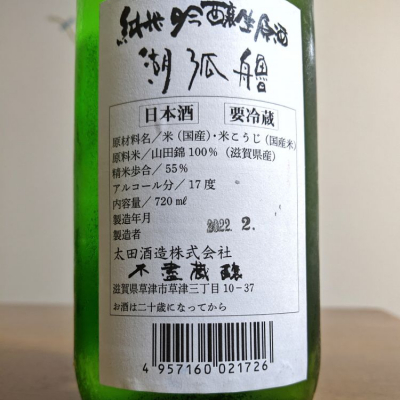 純米吟醸生原酒
湖弧艪
日本酒 要冷蔵
原材料名／米(国産)・米こうじ(国産米)
原料米／山田錦100%(滋賀県産)
精米歩合／55%
アルコール分／17度
内容量／720㎖
製造年月 2022.2.
製造者
太田酒造株式会社
不盡蔵
滋賀県草津市草津三丁目10-37
お酒は二十歳になってから
4 957160 021726